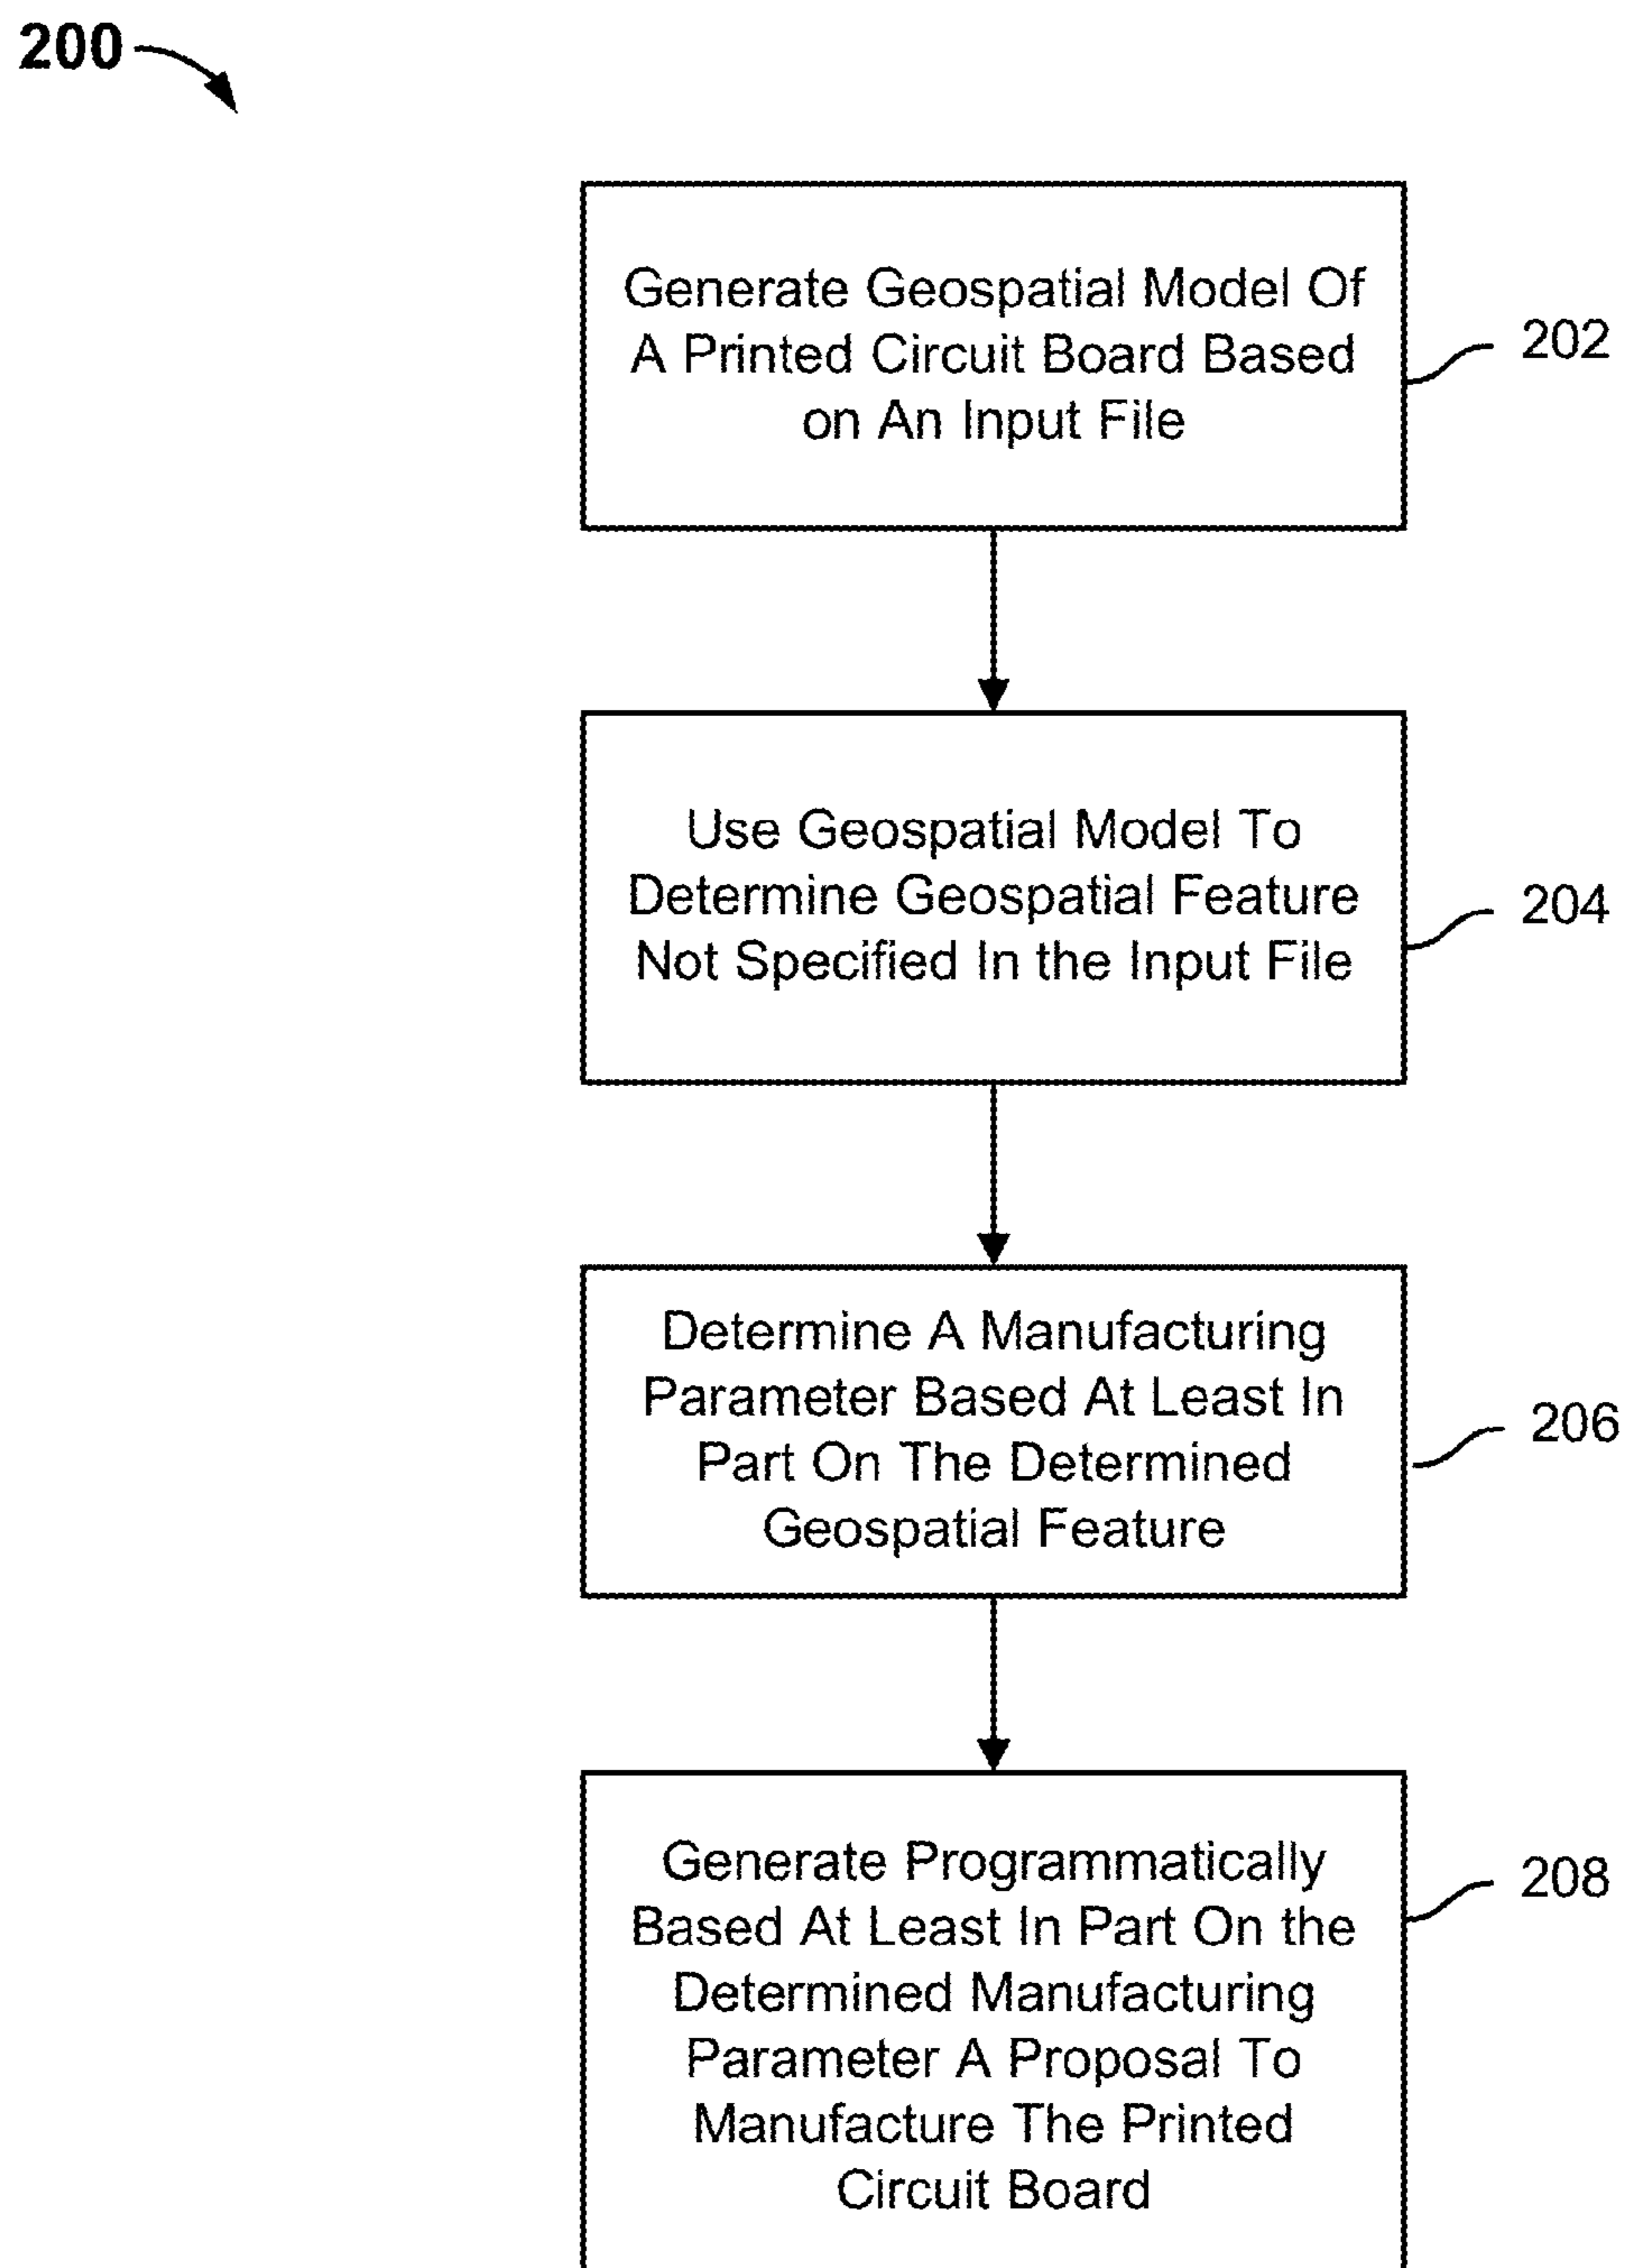 200
Generate Geospatial Model Of
A Printed Circuit Board Based
on An Input File
202
Use Geospatial Model To
Determine Geospatial Feature
Not Specified In the Input File
204
Determine A Manufacturing
Parameter Based At Least In
Part On The Determined
Geospatial Feature
206
Generate Programmatically
Based At Least In Part On the
Determined Manufacturing
Parameter A Proposal To
Manufacture The Printed
Circuit Board
208